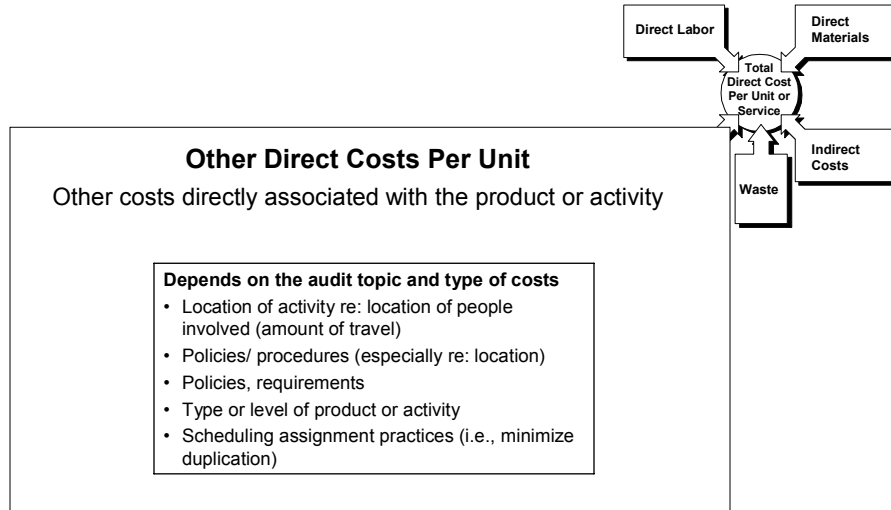 Direct Labor
Direct
Materials
Total
Direct Cost
Per Unit or
Service
Indirect
Costs
Waste
Other Direct Costs Per Unit
Other costs directly associated with the product or activity
Depends on the audit topic and type of costs
• Location of activity re: location of people
involved (amount of travel)
• Policies/ procedures (especially re: location)
• Policies, requirements
• Type or level of product or activity
• Scheduling assignment practices (i.e., minimize
duplication)